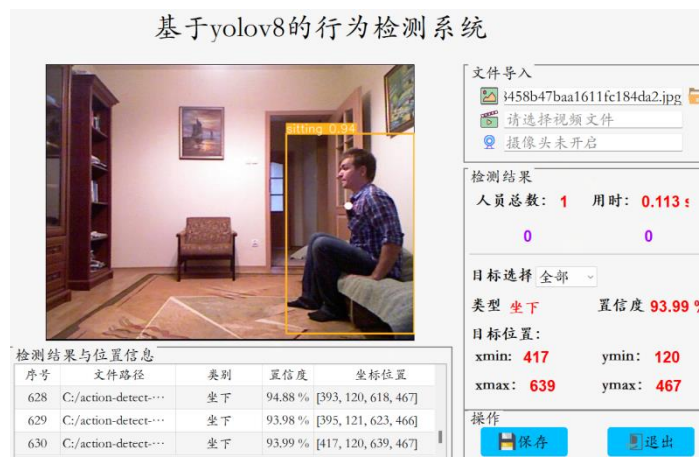 基于yolov8的行为检测系统
sitting 0.94
文件导入
3458b47baa1611fc184da2.jpg
请选择视频文件
摄像头未开启
检测结果
人员总数： 1 用时： 0.113 s
0 0
目标选择 全部
类型 坐下 置信度 93.99 %
目标位置：
xmin: 417 ymin: 120
xmax: 639 ymax: 467
操作
保存 退出
检测结果与位置信息
序号 文件路径 类别 置信度 坐标位置
628 C:/action-detect-··· 坐下 94.88 % [393, 120, 618, 467]
629 C:/action-detect-··· 坐下 93.98 % [395, 121, 623, 466]
630 C:/action-detect-··· 坐下 93.99 % [417, 120, 639, 467]